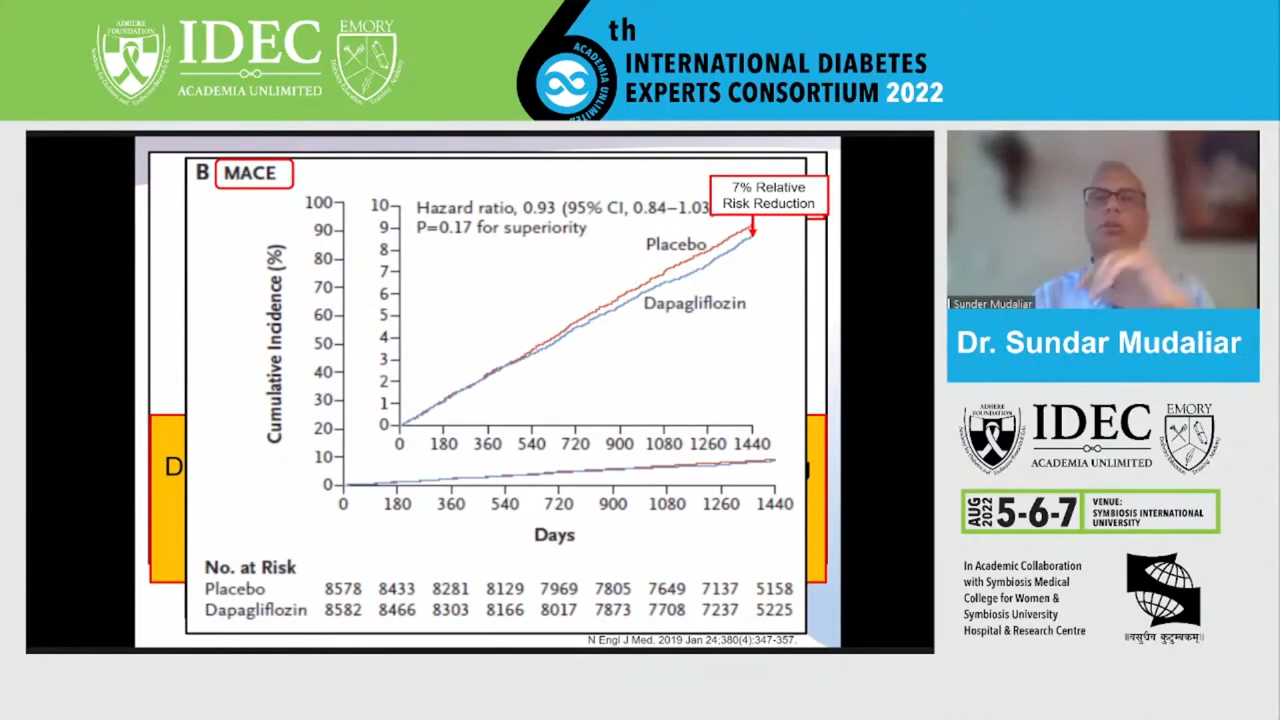 ADHERE
FOUNDATION
IDEC
ACADEMIA UNLIMITED
EMORY
6th
ACADEMIA UNLIMITED
INTERNATIONAL DIABETES
EXPERTS CONSORTIUM 2022
B MACE
7% Relative
Risk Reduction
Hazard ratio, 0.93 (95% CI, 0.84–1.03
P=0.17 for superiority
Cumulative Incidence (%)
100
90
80
70
60
50
40
30
20
10
0
10
9
8
7
6
5
4
3
2
1
0
Placebo
Dapagliflozin
0 180 360 540 720 900 1080 1260 1440
0 180 360 540 720 900 1080 1260 1440
Days
D
No. at Risk
Placebo 8578 8433 8281 8129 7969 7805 7649 7137 5158
Dapagliflozin 8582 8466 8303 8166 8017 7873 7708 7237 5225
N Engl J Med. 2019 Jan 24;380(4):347-357.
Sunder Mudaliar
Dr. Sundar Mudaliar
ADHERE
FOUNDATION
IDEC
ACADEMIA UNLIMITED
EMORY
AUG 2022
5-6-7
VENUE:
SYMBIOSIS INTERNATIONAL
UNIVERSITY
In Academic Collaboration
with Symbiosis Medical
College for Women &
Symbiosis University
Hospital & Research Centre
॥वसुधैव कुटुम्बकम्॥